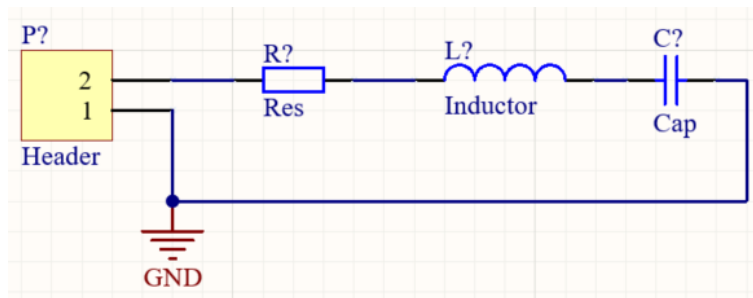 P?
2
1
Header
R?
Res
L?
Inductor
C?
Cap
GND